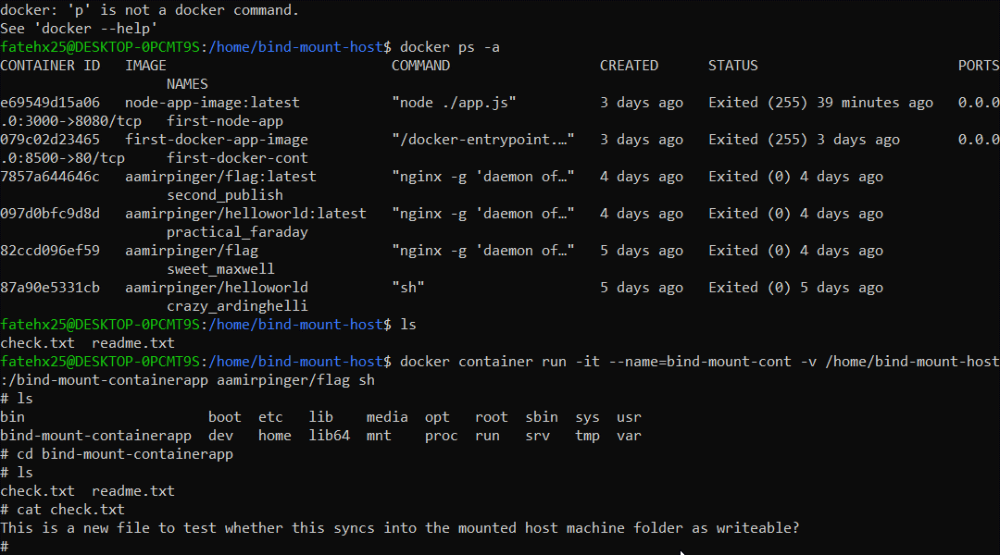 docker: 'p' is not a docker command.
See 'docker --help'
fatehx25@DESKTOP-0PCMT9S:/home/bind-mount-host$ docker ps -a
CONTAINER ID   IMAGE                           COMMAND                  CREATED      STATUS                        PORTS
                    NAMES
e69549d15a06   node-app-image:latest           "node ./app.js"          3 days ago   Exited (255) 39 minutes ago   0.0.0
.0:3000->8080/tcp   first-node-app
079c02d23465   first-docker-app-image          "/docker-entrypoint.…"   3 days ago   Exited (255) 3 days ago       0.0.0
.0:8500->80/tcp     first-docker-cont
7857a644646c   aamirpinger/flag:latest         "nginx -g 'daemon of…"   4 days ago   Exited (0) 4 days ago
                    second_publish
097d0bfc9d8d   aamirpinger/helloworld:latest   "nginx -g 'daemon of…"   4 days ago   Exited (0) 4 days ago
                    practical_faraday
82ccd096ef59   aamirpinger/flag                "nginx -g 'daemon of…"   5 days ago   Exited (0) 4 days ago
                    sweet_maxwell
87a90e5331cb   aamirpinger/helloworld          "sh"                     5 days ago   Exited (0) 5 days ago
                    crazy_ardinghelli
fatehx25@DESKTOP-0PCMT9S:/home/bind-mount-host$ ls
check.txt  readme.txt
fatehx25@DESKTOP-0PCMT9S:/home/bind-mount-host$ docker container run -it --name=bind-mount-cont -v /home/bind-mount-host
:/bind-mount-containerapp aamirpinger/flag sh
# ls
bin                      boot  etc   lib    media  opt   root  sbin  sys  usr
bind-mount-containerapp  dev   home  lib64  mnt    proc  run   srv   tmp  var
# cd bind-mount-containerapp
# ls
check.txt  readme.txt
# cat check.txt
This is a new file to test whether this syncs into the mounted host machine folder as writeable?
#